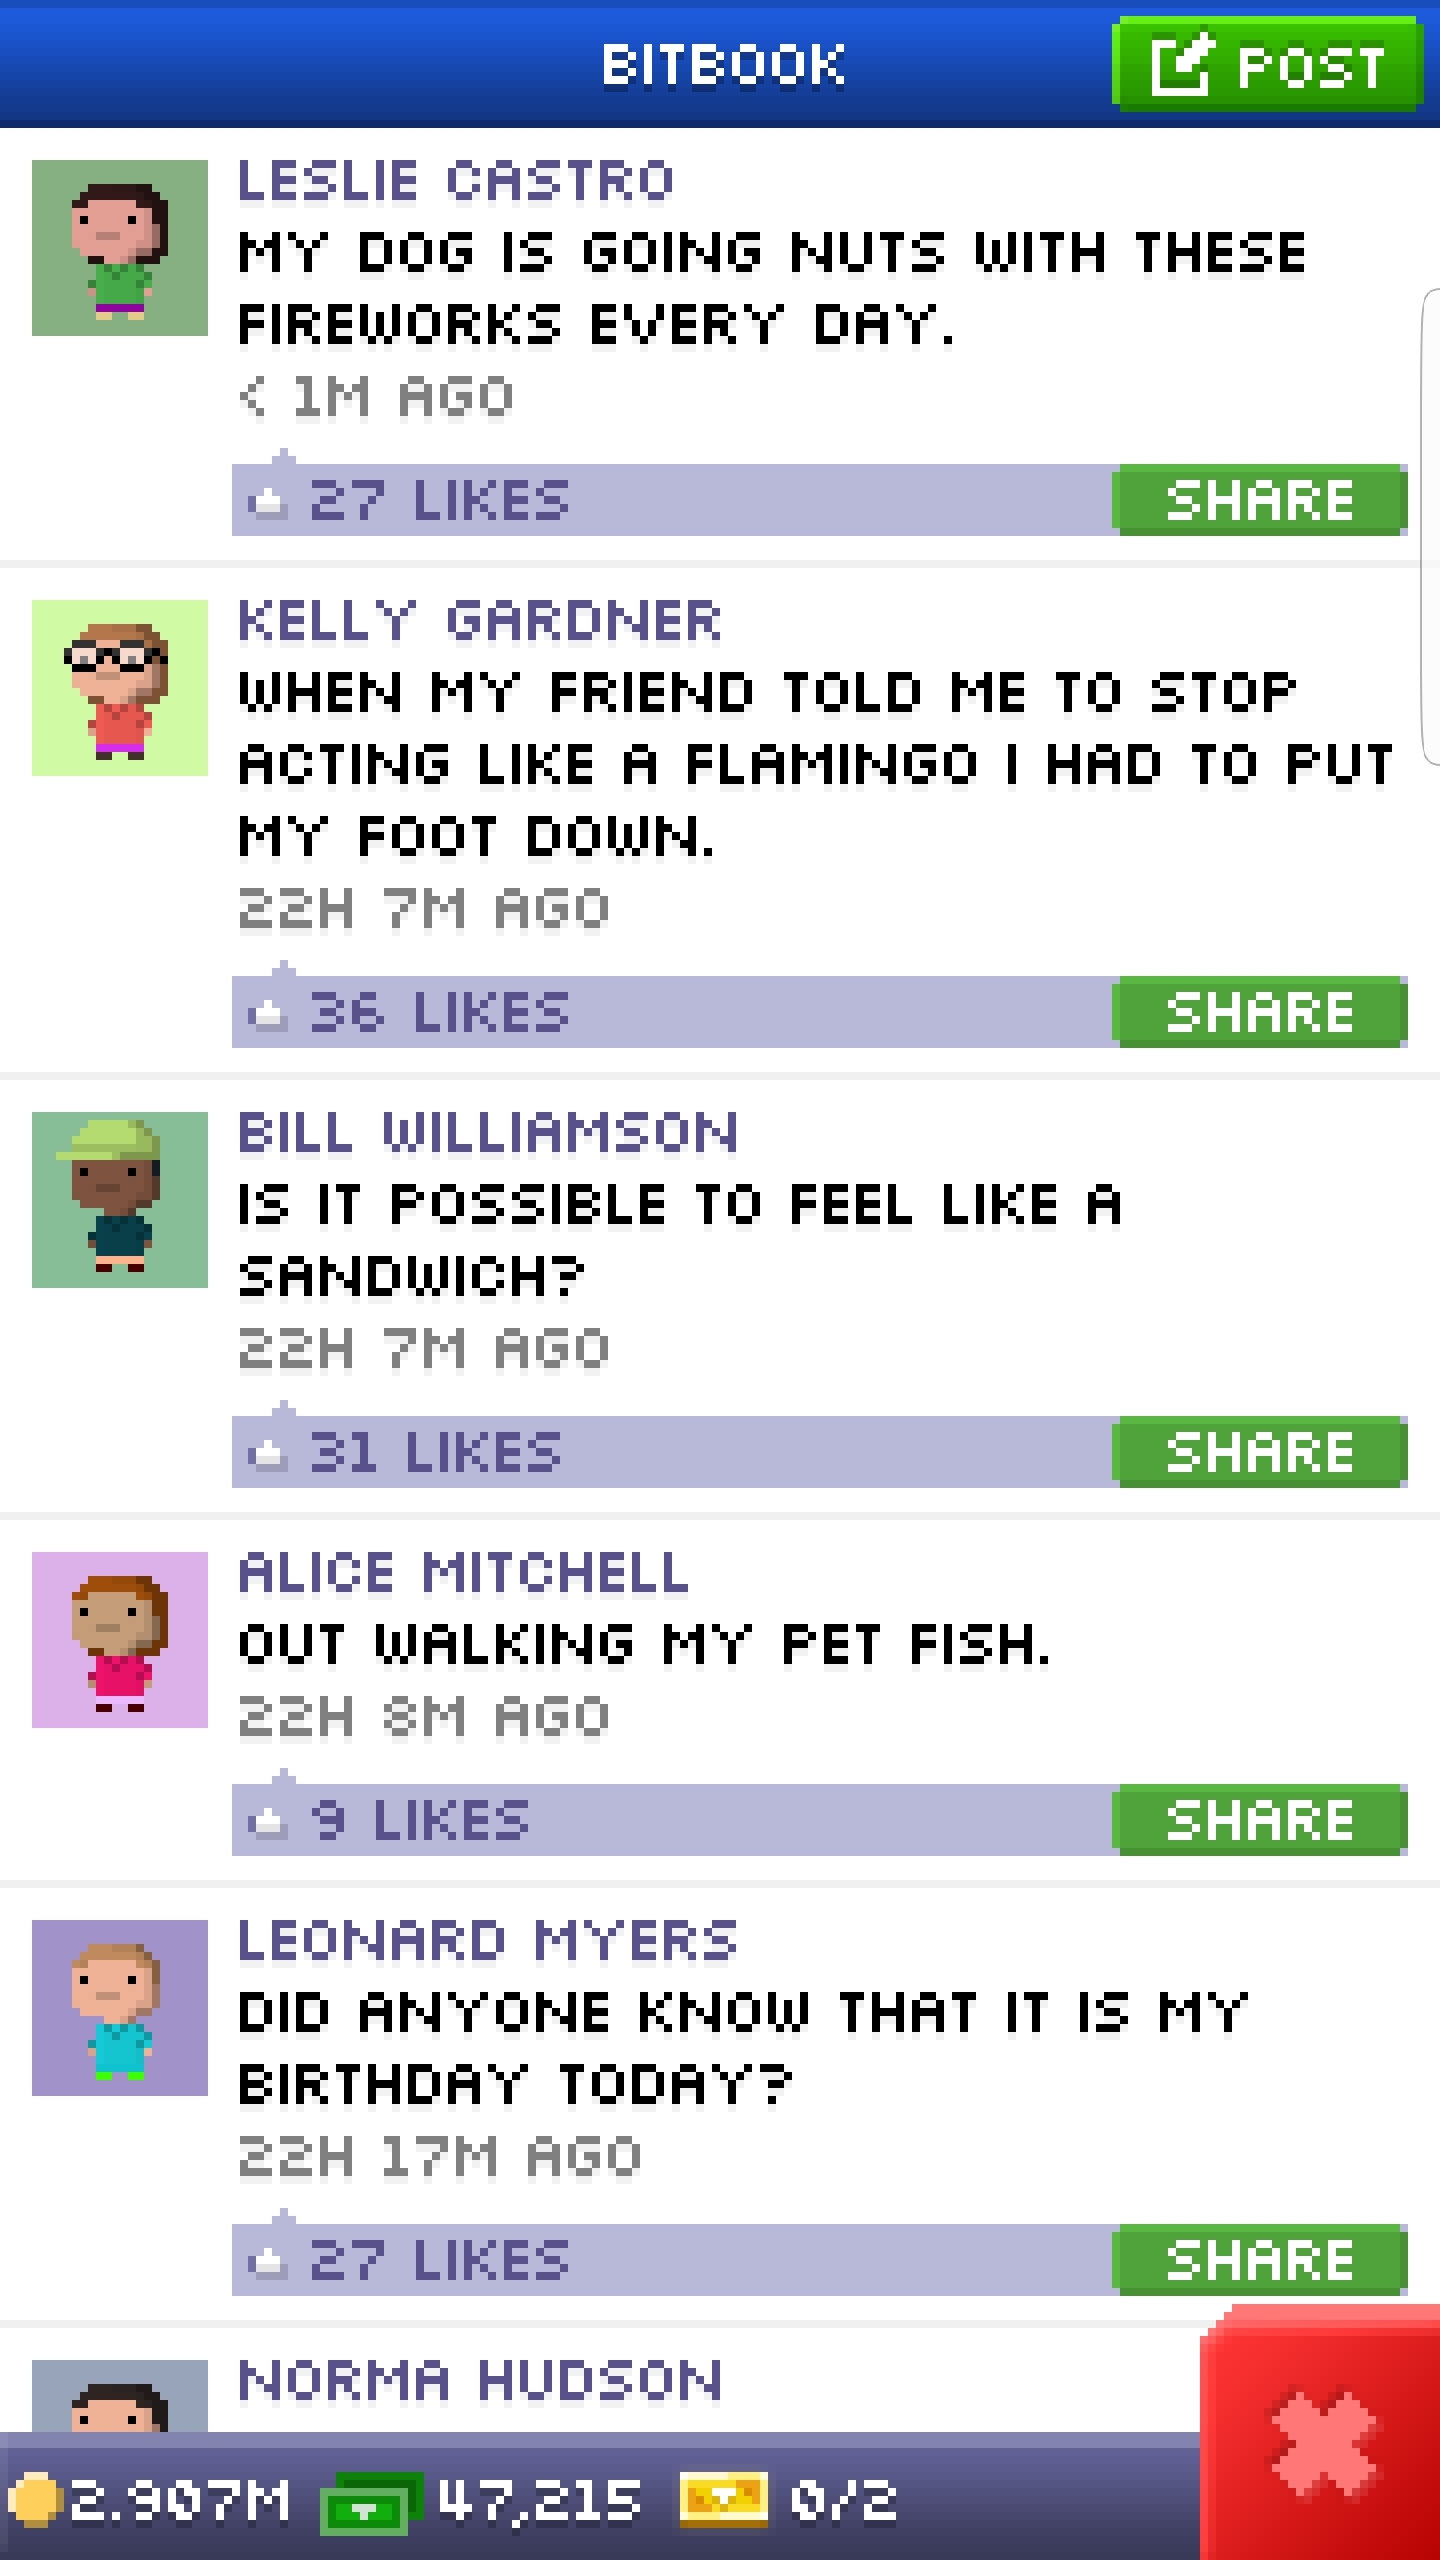 BITBOOK
POST
LESLIE CASTRO
MY DOG IS GOING NUTS WITH THESE
FIREWORKS EVERY DAY.
< 1M AGO
27 LIKES
SHARE
KELLY GARDNER
WHEN MY FRIEND TOLD ME TO STOP
ACTING LIKE A FLAMINGO I HAD TO PUT
MY FOOT DOWN.
22H 7M AGO
36 LIKES
SHARE
BILL WILLIAMSON
IS IT POSSIBLE TO FEEL LIKE A
SANDWICH?
22H 7M AGO
31 LIKES
SHARE
ALICE MITCHELL
OUT WALKING MY PET FISH.
22H 8M AGO
9 LIKES
SHARE
LEONARD MYERS
DID ANYONE KNOW THAT IT IS MY
BIRTHDAY TODAY?
22H 17M AGO
27 LIKES
SHARE
NORMA HUDSON
2.907M 47,215 0/2